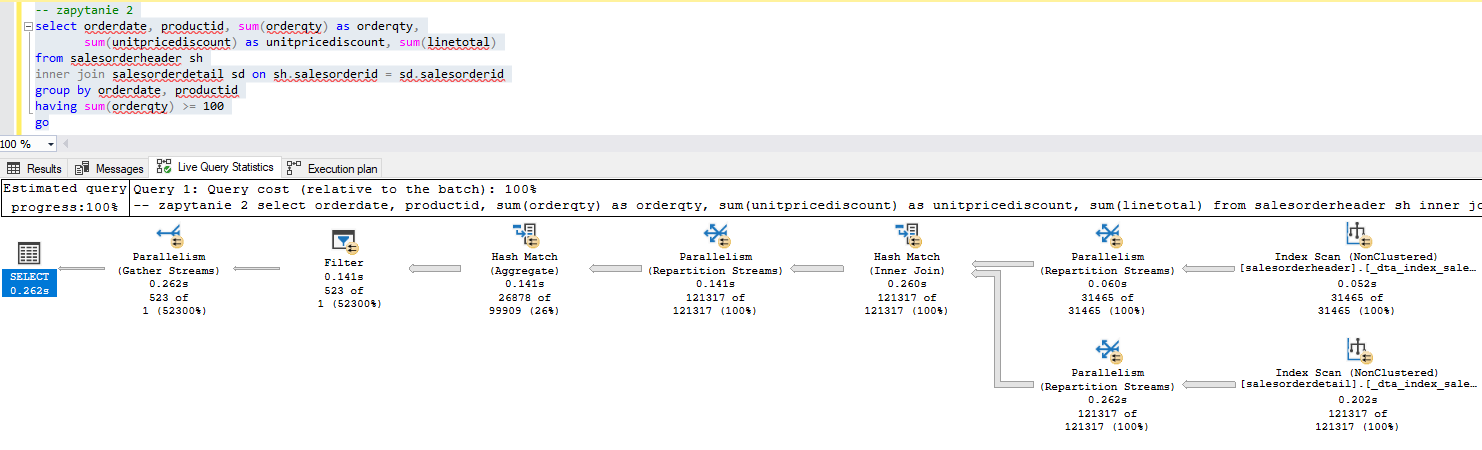 -- zapytanie 2
select orderdate, productid, sum(orderqty) as orderqty,
sum(unitpricediscount) as unitpricediscount, sum(linetotal)
from salesorderheader sh
inner join salesorderdetail sd on sh.salesorderid = sd.salesorderid
group by orderdate, productid
having sum(orderqty) >= 100
go
100 %
Results Messages Live Query Statistics Execution plan
Estimated query progress:100%
Query 1: Query cost (relative to the batch): 100%
-- zapytanie 2 select orderdate, productid, sum(orderqty) as orderqty, sum(unitpricediscount) as unitpricediscount, sum(linetotal) from salesorderheader sh inner jo
SELECT
0.262s
Parallelism
(Gather Streams)
0.262s
523 of
1 (52300%)
Filter
0.141s
523 of
1 (52300%)
Hash Match
(Aggregate)
0.141s
26878 of
99909 (26%)
Parallelism
(Repartition Streams)
0.141s
121317 of
121317 (100%)
Hash Match
(Inner Join)
0.260s
121317 of
121317 (100%)
Parallelism
(Repartition Streams)
0.060s
31465 of
31465 (100%)
Index Scan (NonClustered)
[salesorderheader].[_dta_index_sale…
0.052s
31465 of
31465 (100%)
Parallelism
(Repartition Streams)
0.262s
121317 of
121317 (100%)
Index Scan (NonClustered)
[salesorderdetail].[_dta_index_sale…
0.202s
121317 of
121317 (100%)